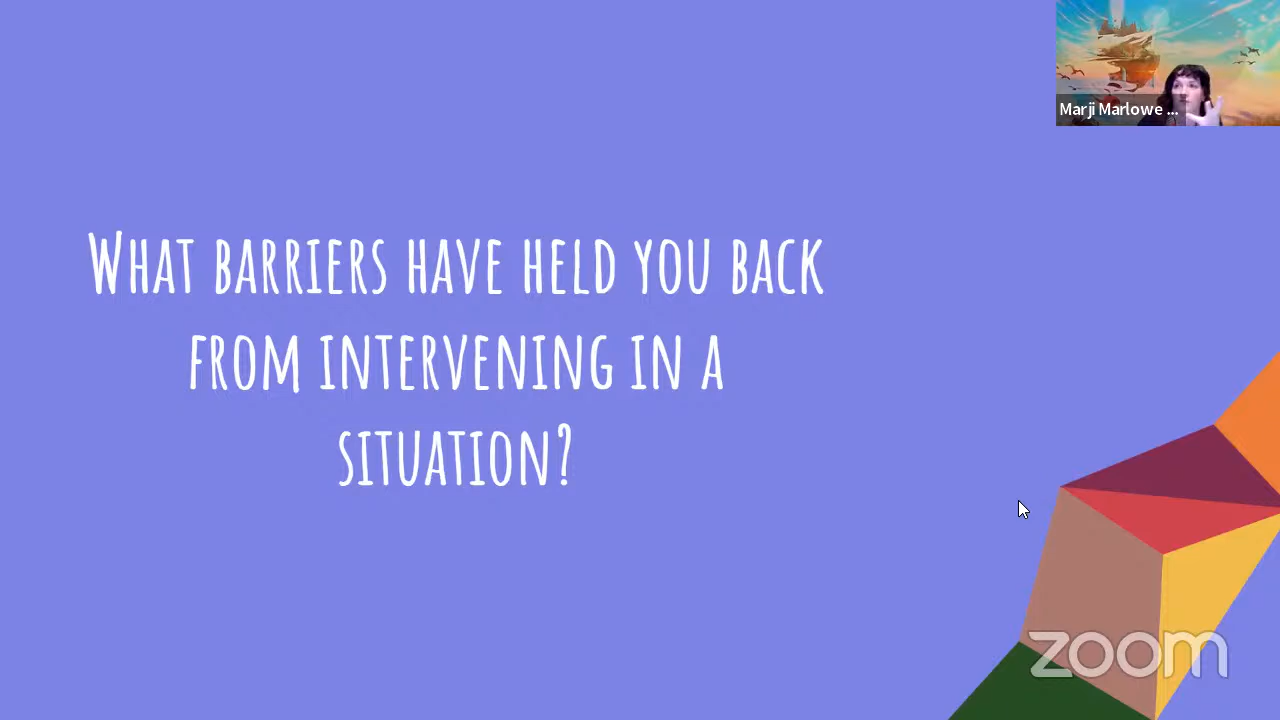 Marji Marlowe ...
What barriers have held you back
from intervening in a
situation?
zoom